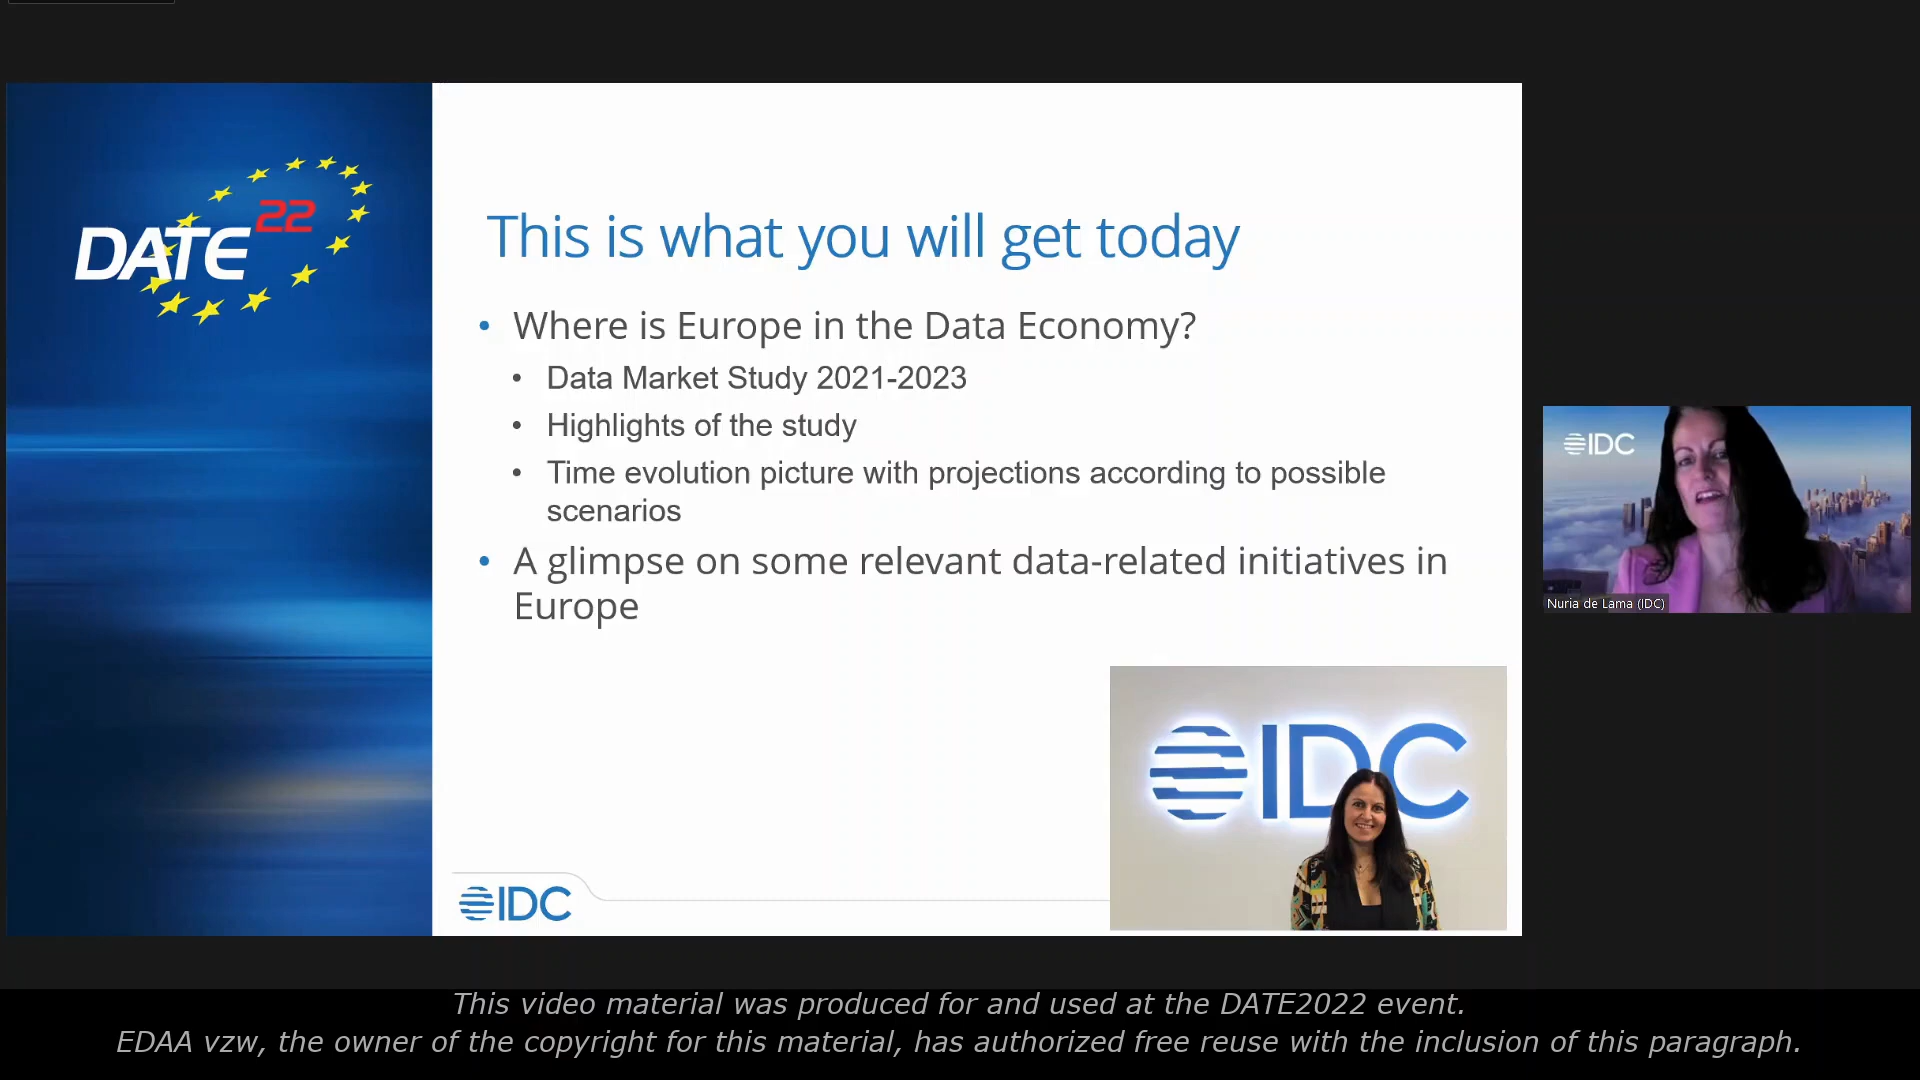 DATE 22
This is what you will get today
• Where is Europe in the Data Economy?
• Data Market Study 2021-2023
• Highlights of the study
• Time evolution picture with projections according to possible
scenarios
• A glimpse on some relevant data-related initiatives in
Europe
IDC
IDC
IDC
Nuria de Lama (IDC)
This video material was produced for and used at the DATE2022 event.
EDAA vzw, the owner of the copyright for this material, has authorized free reuse with the inclusion of this paragraph.